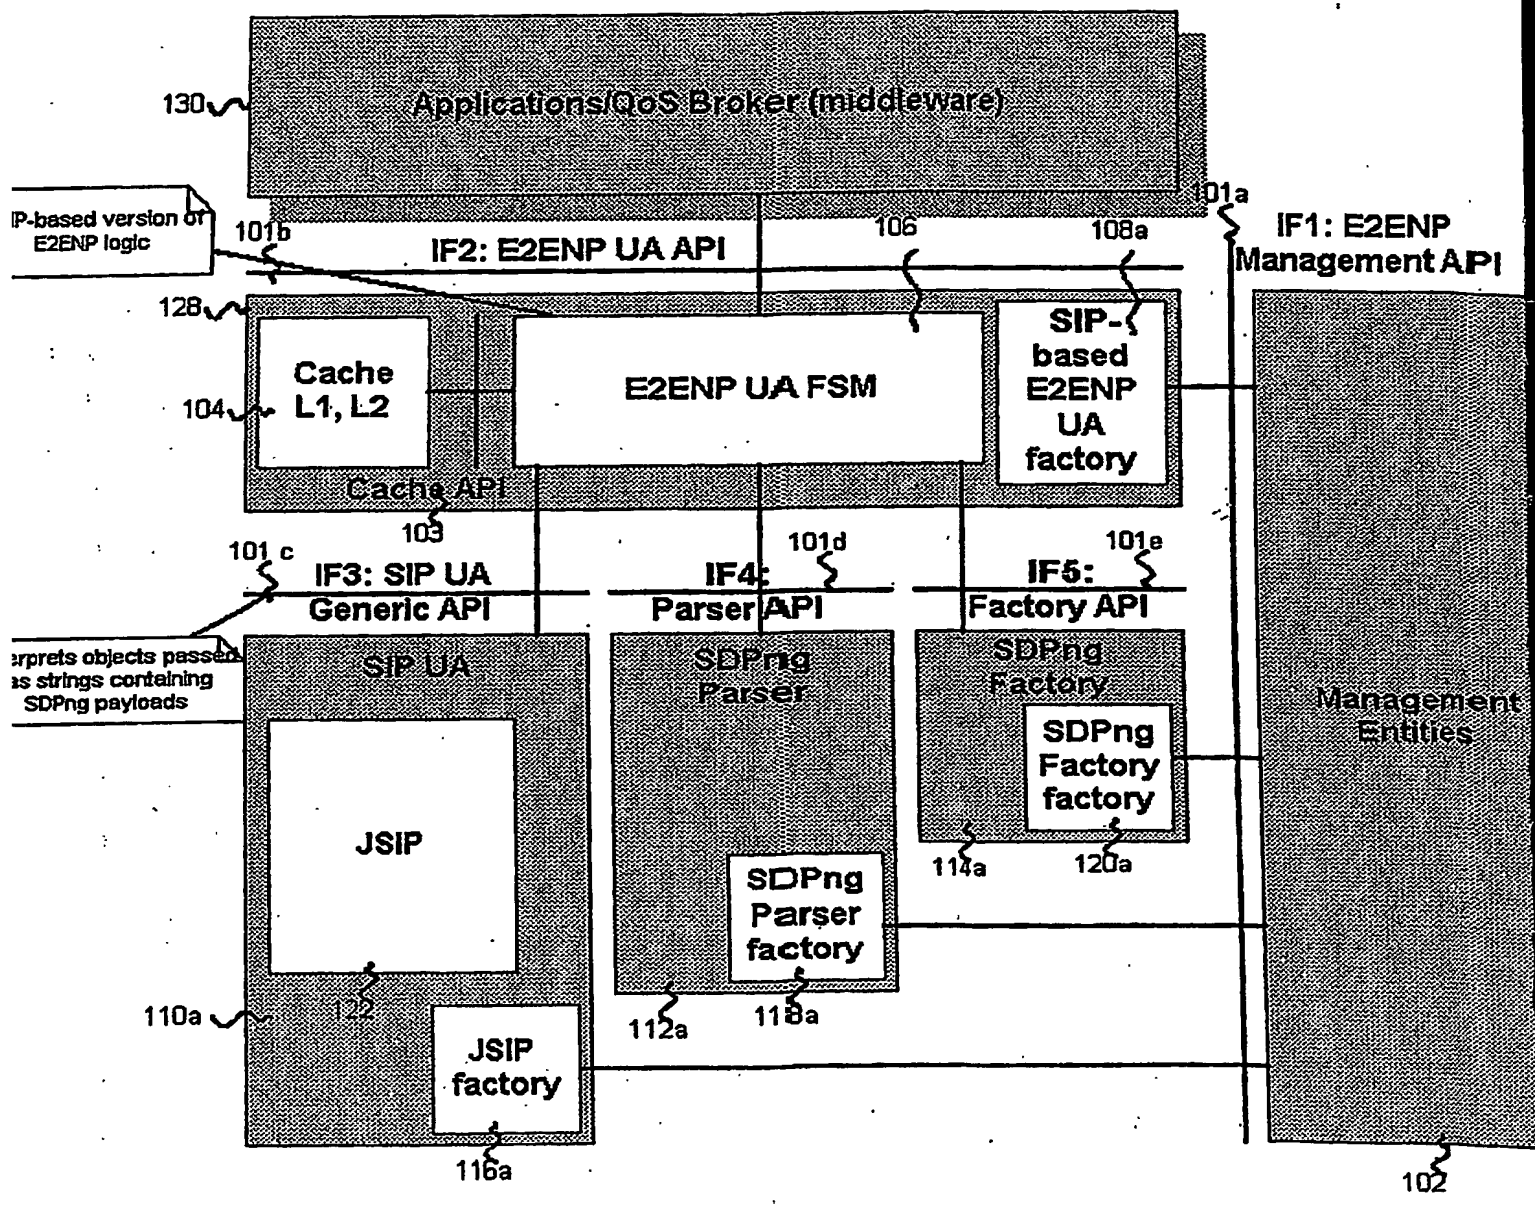 130
Applications/QoS Broker (middleware)
101a
IP-based version of
E2ENP logic
101b
IF2: E2ENP UA API
106
108a
IF1: E2ENP
Management API
128
Cache
L1, L2
104
E2ENP UA FSM
SIP-
based
E2ENP
UA
factory
Cache API
103
101c
IF3: SIP UA
Generic API
101d
IF4:
Parser API
101e
IF5:
Factory API
erprets objects passed
as strings containing
SDPng payloads
SIP UA
SDPng
Parser
SDPng
Factory
Management
Entities
SDPng
Factory
factory
JSIP
114a
120a
SDPng
Parser
factory
122
110a
112a
118a
JSIP
factory
116a
102